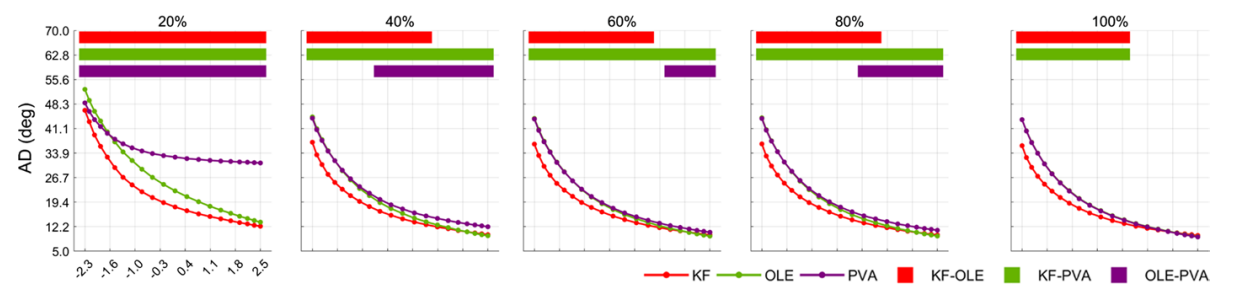 20% 40% 60% 80% 100%
70.0
62.8
55.6
48.3
41.1
33.9
26.7
19.4
12.2
5.0
AD (deg)
-2.3 -1.6 -1.0 -0.3 0.4 1.1 1.8 2.5
KF OLE PVA KF-OLE KF-PVA OLE-PVA